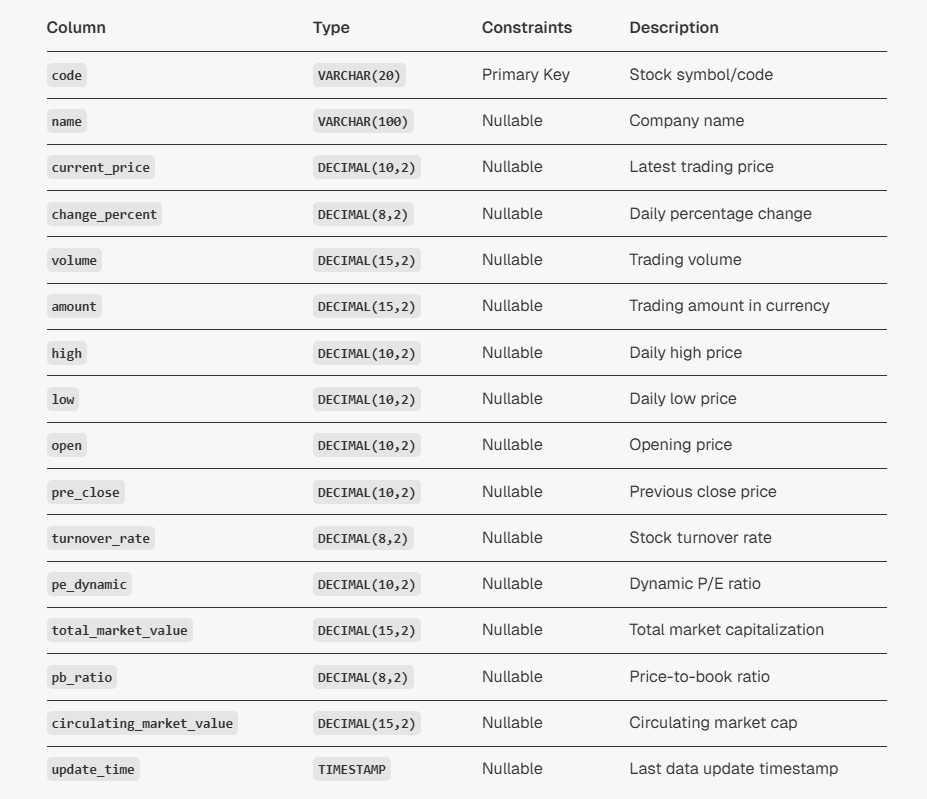 Column Type Constraints Description
code VARCHAR(20) Primary Key Stock symbol/code
name VARCHAR(100) Nullable Company name
current_price DECIMAL(10,2) Nullable Latest trading price
change_percent DECIMAL(8,2) Nullable Daily percentage change
volume DECIMAL(15,2) Nullable Trading volume
amount DECIMAL(15,2) Nullable Trading amount in currency
high DECIMAL(10,2) Nullable Daily high price
low DECIMAL(10,2) Nullable Daily low price
open DECIMAL(10,2) Nullable Opening price
pre_close DECIMAL(10,2) Nullable Previous close price
turnover_rate DECIMAL(8,2) Nullable Stock turnover rate
pe_dynamic DECIMAL(10,2) Nullable Dynamic P/E ratio
total_market_value DECIMAL(15,2) Nullable Total market capitalization
pb_ratio DECIMAL(8,2) Nullable Price-to-book ratio
circulating_market_value DECIMAL(15,2) Nullable Circulating market cap
update_time TIMESTAMP Nullable Last data update timestamp